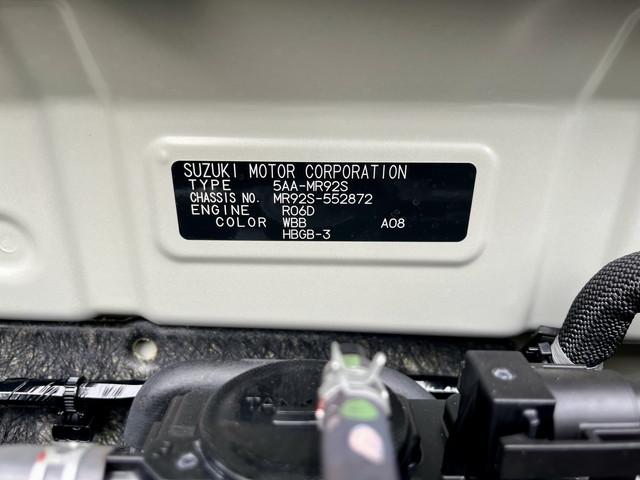 SUZUKI MOTOR CORPORATION
TYPE 5AA-MR92S
CHASSIS NO. MR92S-552872
ENGINE R06D
COLOR WBB A08
HBGB-3